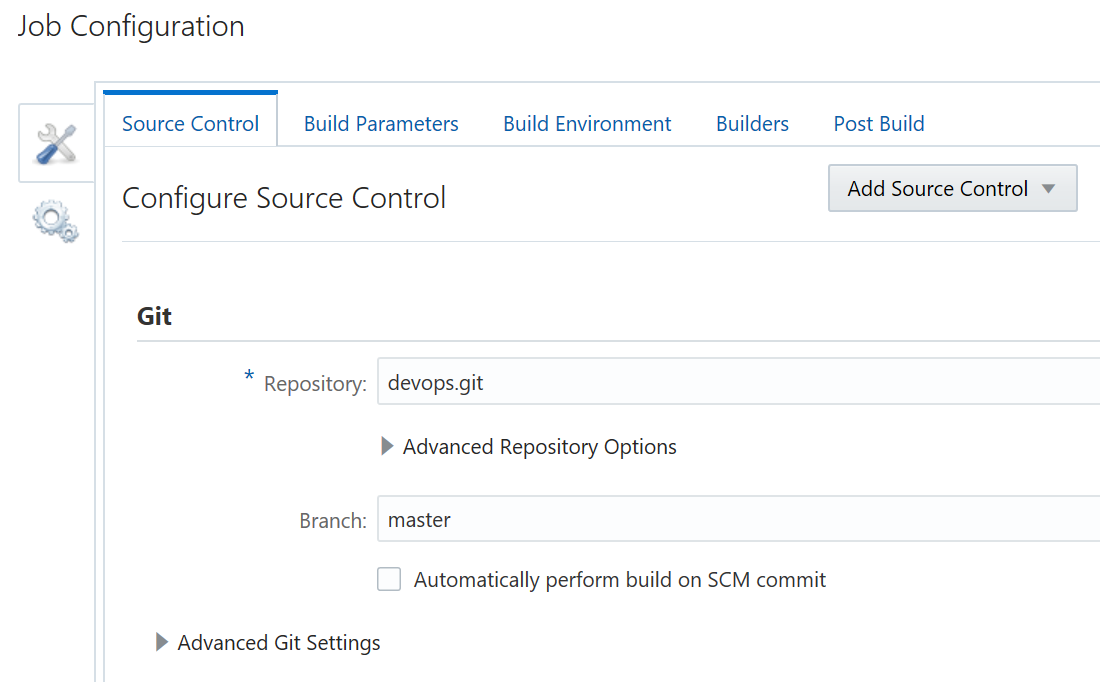 Job Configuration
Source Control Build Parameters Build Environment Builders Post Build
Configure Source Control
Add Source Control
Git
* Repository: devops.git
Advanced Repository Options
Branch: master
Automatically perform build on SCM commit
Advanced Git Settings